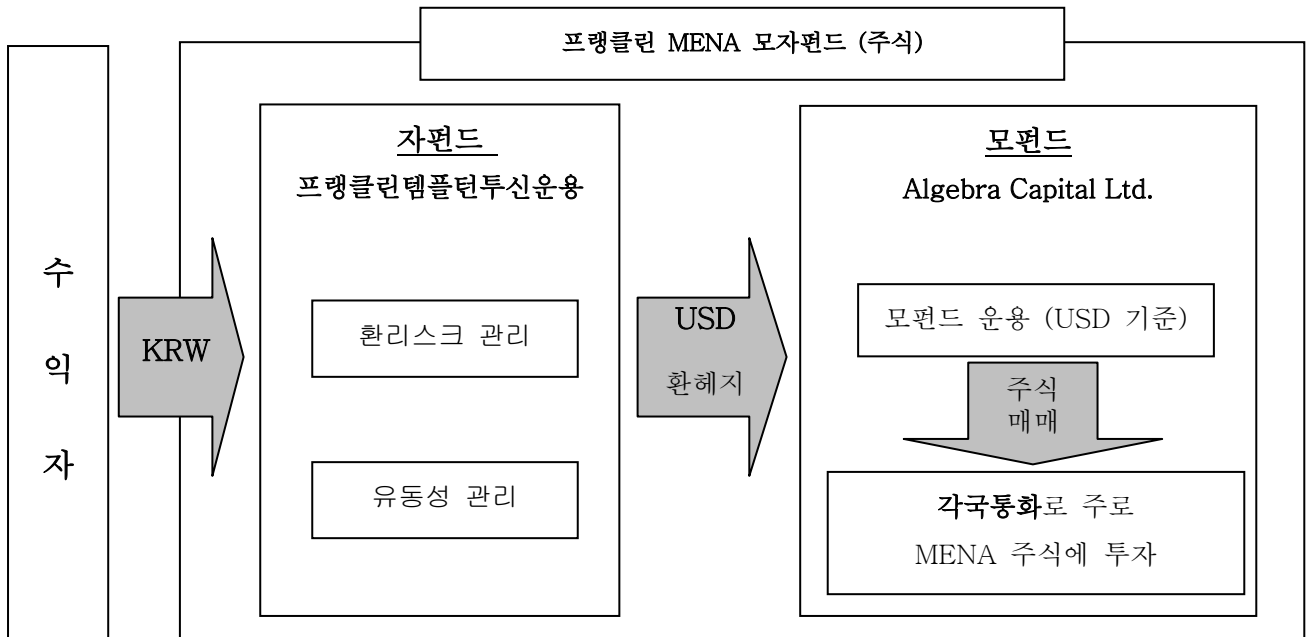 프랭클린 MENA 모자펀드 (주식)
수
익
자
KRW
자펀드
프랭클린템플턴투신운용
환리스크 관리
유동성 관리
USD
환헤지
모펀드
Algebra Capital Ltd.
모펀드 운용 (USD 기준)
주식
매매
각국통화로 주로
MENA 주식에 투자